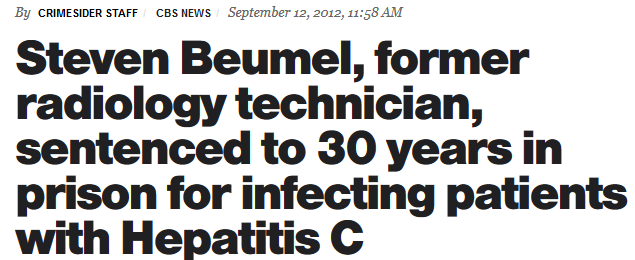 By CRIMESIDER STAFF / CBS NEWS / September 12, 2012, 11:58 AM
Steven Beumel, former
radiology technician,
sentenced to 30 years in
prison for infecting patients
with Hepatitis C